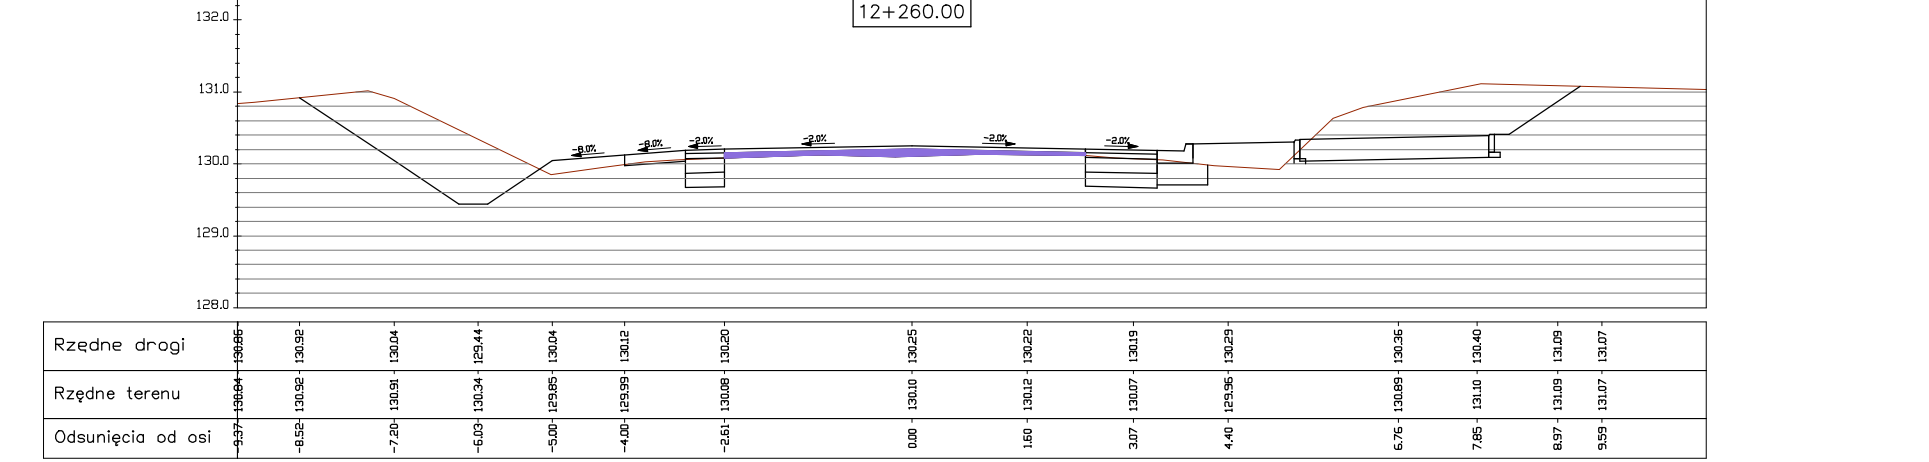 12+260.00
132.0
131.0
130.0
129.0
128.0
-8.0% -8.0% -2.0% -2.0% -2.0% -2.0%
Rzędne drogi 130.86 130.92 130.04 129.44 130.04 130.12 130.20 130.25 130.22 130.19 130.29 130.36 130.40 131.09 131.07
Rzędne terenu 130.84 130.92 130.91 130.34 129.85 129.99 130.08 130.10 130.12 130.07 129.96 130.89 131.10 131.09 131.07
Odsunięcia od osi -9.37 -8.52 -7.20 -6.03 -5.00 -4.00 -2.61 0.00 1.60 3.07 4.40 6.76 7.85 8.97 9.59